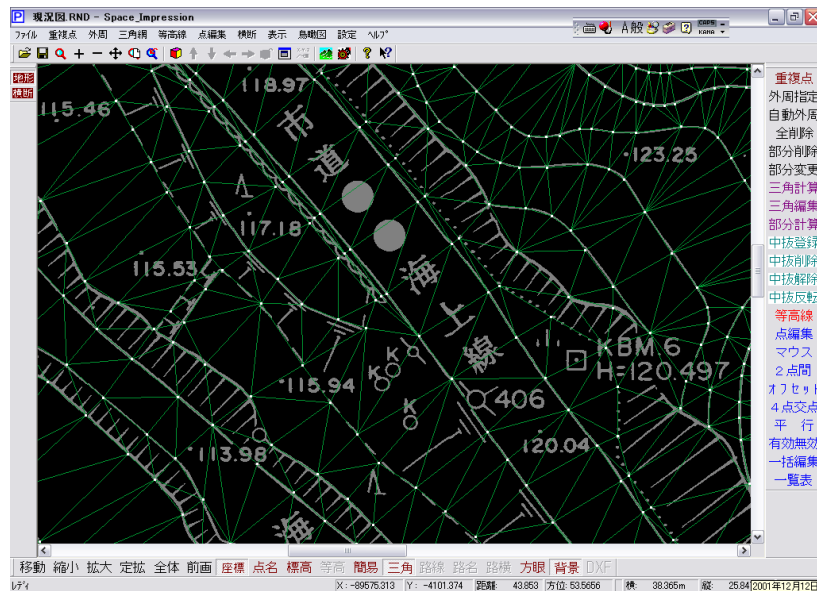 現況図.RND - Space_Impression
A般
CAPS
KANA
ファイル 重複点 外周 三角網 等高線 点編集 横断 表示 鳥瞰図 設定 ヘルプ
地形
横断
118.97
115.46
市道
123.25
117.18
115.53
海上線
KBM.6
H=120.497
K
K
115.94
K
406
120.04
113.98
海
重複点
外周指定
自動外周
全削除
部分削除
部分変更
三角計算
三角編集
部分計算
中抜登録
中抜削除
中抜解除
中抜反転
等高線
点編集
マウス
2点間
オフセット
4点交点
平 行
有効無効
一括編集
一覧表
移動 縮小 拡大 定拡 全体 前画 座標 点名 標高 等高 簡易 三角 路線 路名 路横 方眼 背景 DXF
レディ X:-89575.313 Y: -4101.374 距離: 43.853 方位:53.5656 横: 38.365m 縦: 25.84 2001年12月12日